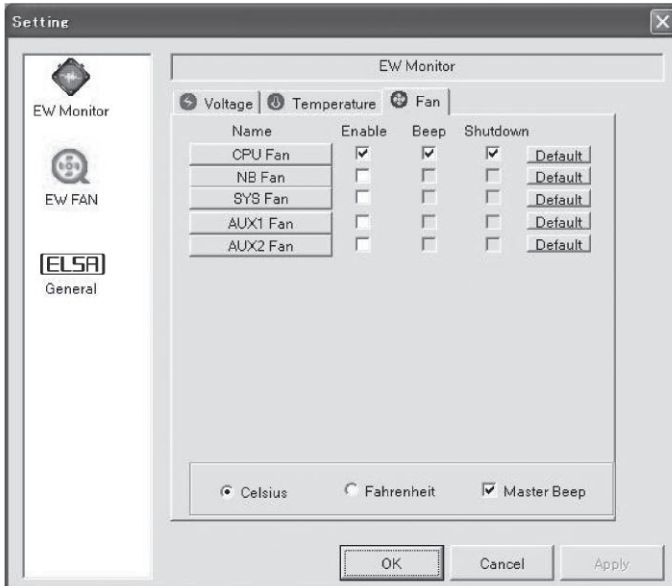 Setting
EW Monitor
EW FAN
ELSA
General
EW Monitor
Voltage Temperature Fan
Name Enable Beep Shutdown
CPU Fan Default
NB Fan Default
SYS Fan Default
AUX1 Fan Default
AUX2 Fan Default
Celsius Fahrenheit Master Beep
OK Cancel Apply